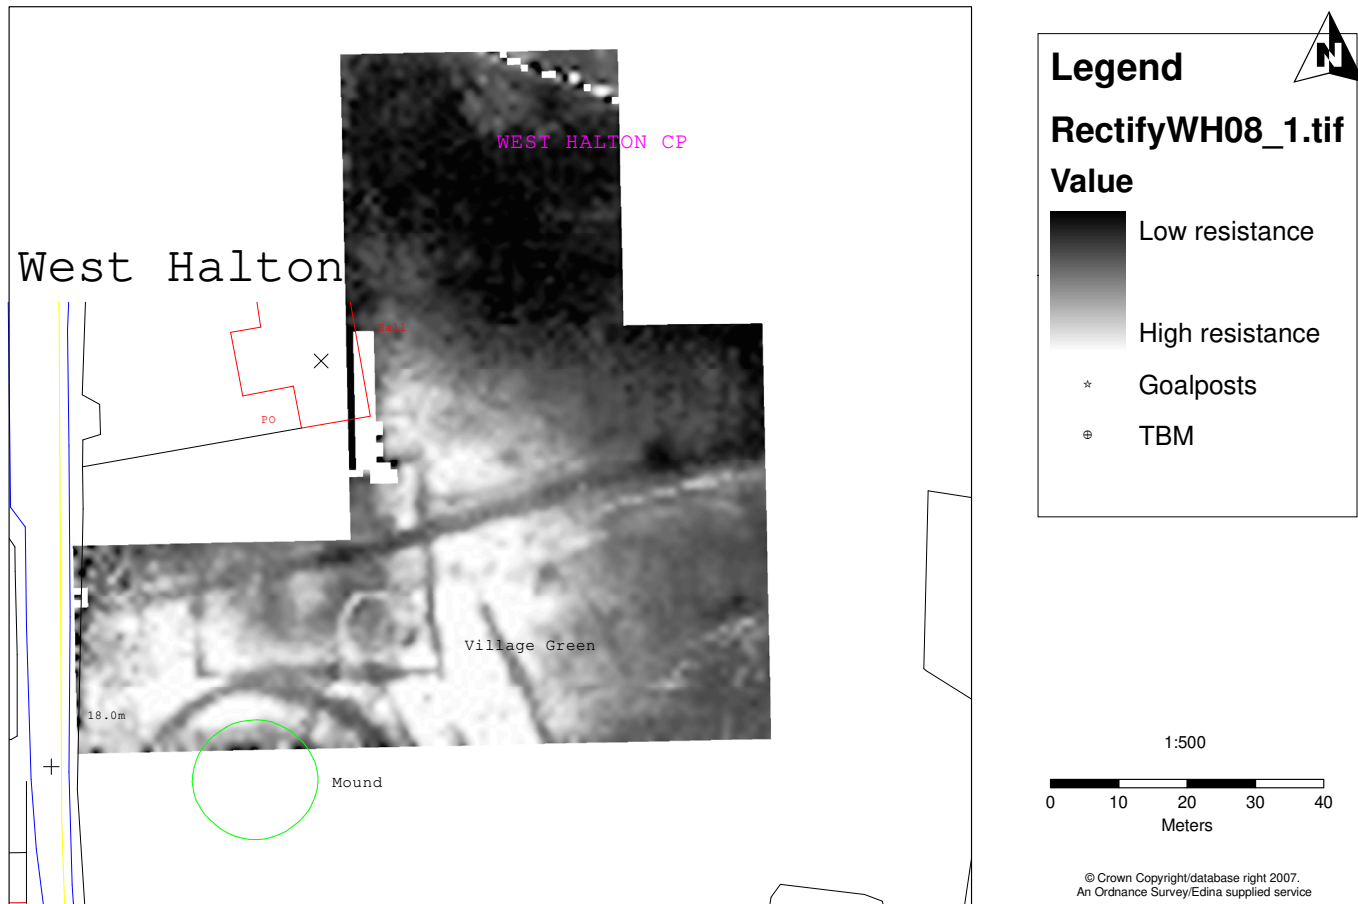 WEST HALTON CP
West Halton
Hall
PO
Village Green
18.0m
Mound
N
Legend
RectifyWH08_1.tif
Value
Low resistance
High resistance
Goalposts
TBM
1:500
0 10 20 30 40
Meters
© Crown Copyright/database right 2007.
An Ordnance Survey/Edina supplied service